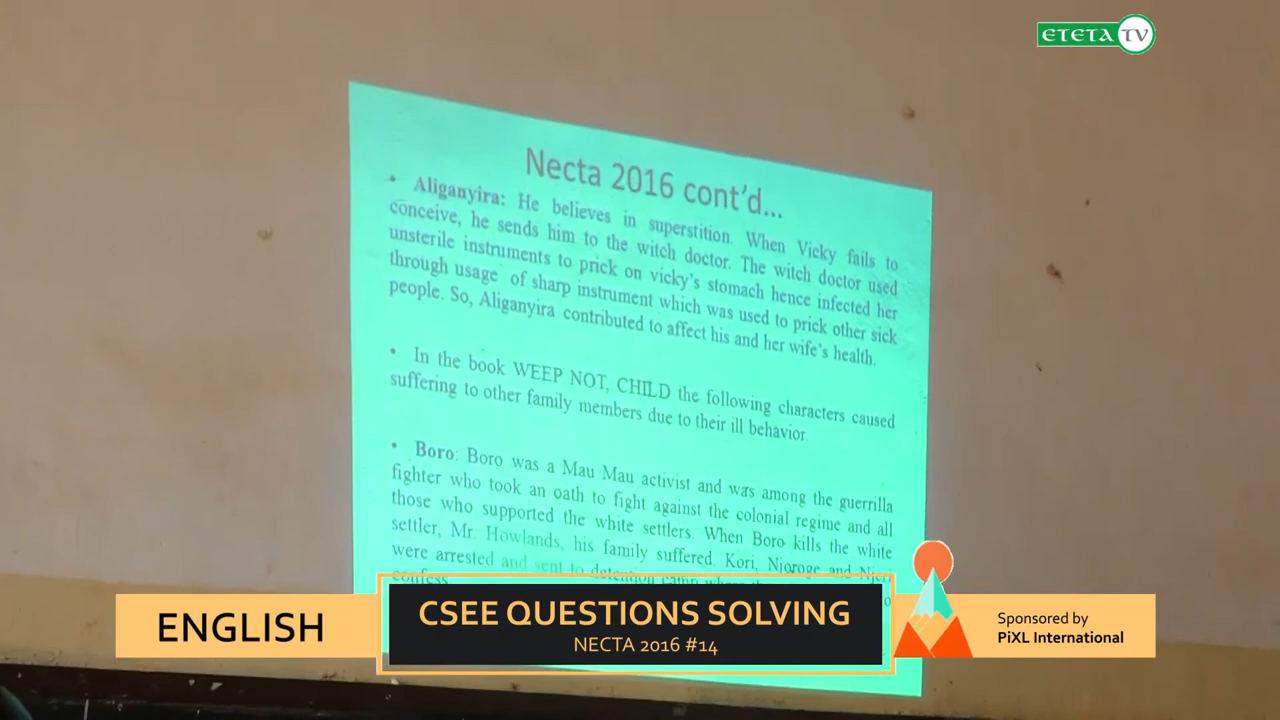 ETETA TV
Necta 2016 cont'd...
• Aliganyira: He believes in superstition. When Vicky fails to
conceive, he sends him to the witch doctor. The witch doctor used
unsterile instruments to prick on vicky's stomach hence infected her
through usage of sharp instrument which was used to prick other sick
people. So, Aliganyira contributed to affect his and her wife's health.
• In the book WEEP NOT, CHILD the following characters caused
suffering to other family members due to their ill behavior.
• Boro: Boro was a Mau Mau activist and was among the guerrilla
fighter who took an oath to fight against the colonial regime and all
those who supported the white settlers. When Boro kills the white
settler, Mr. Howlands, his family suffered. Kori, Njoroge and Njeri
were arrested and sent to detention camp where
confess
ENGLISH
CSEE QUESTIONS SOLVING
NECTA 2016 #14
Sponsored by
PiXL International